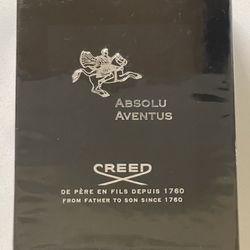 ABSOLU
AVENTUS
CREED
DE PÈRE EN FILS DEPUIS 1760
FROM FATHER TO SON SINCE 1760